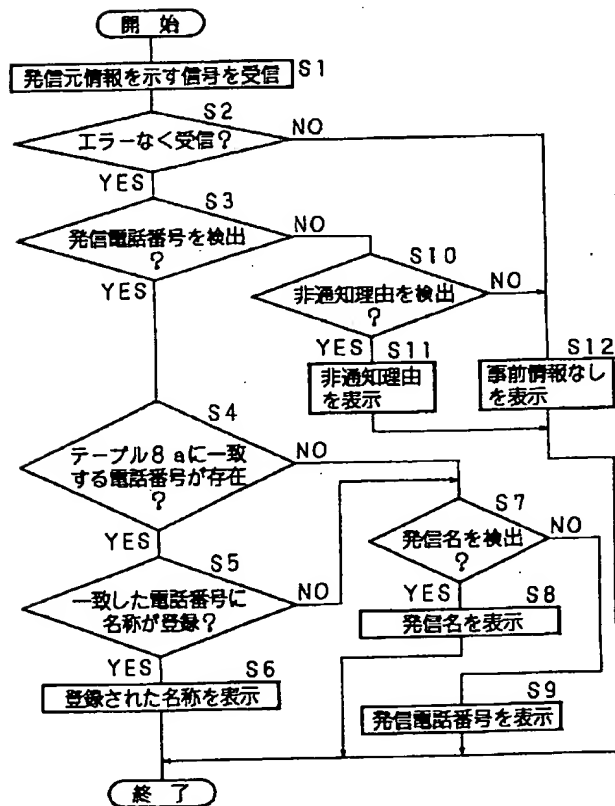 開始
発信元情報を示す信号を受信
S1
S2
エラーなく受信？
NO
YES
S3
発信電話番号を検出
？
NO
YES
S10
非通知理由を検出
？
NO
YES
S11
非通知理由
を表示
S12
事前情報なし
を表示
S4
テーブル8aに一致
する電話番号が存在
？
NO
YES
S5
一致した電話番号に
名称が登録？
NO
YES
S6
登録された名称を表示
S7
発信名を検出
？
NO
YES
S8
発信名を表示
S9
発信電話番号を表示
終了